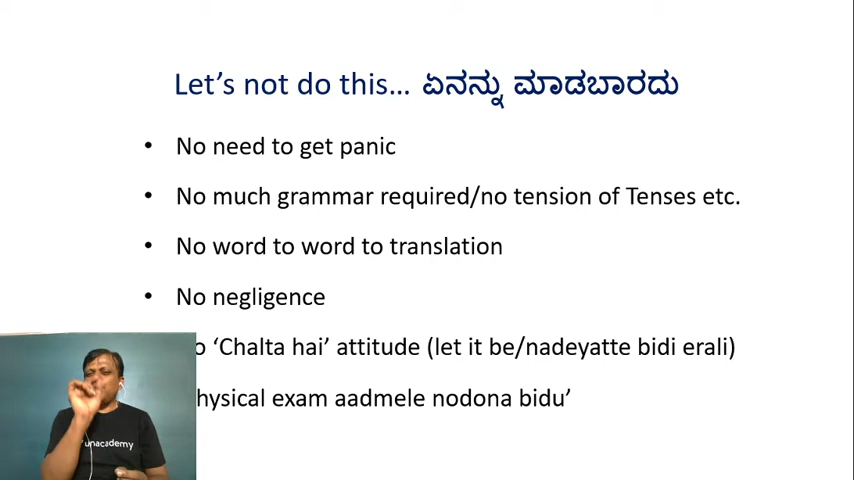 Let's not do this... ಏನನ್ನು ಮಾಡಬಾರದು
• No need to get panic
• No much grammar required/no tension of Tenses etc.
• No word to word to translation
• No negligence
'Chalta hai' attitude (let it be/nadeyatte bidi erali)
hysical exam aadmele nodona bidu'
unacademy